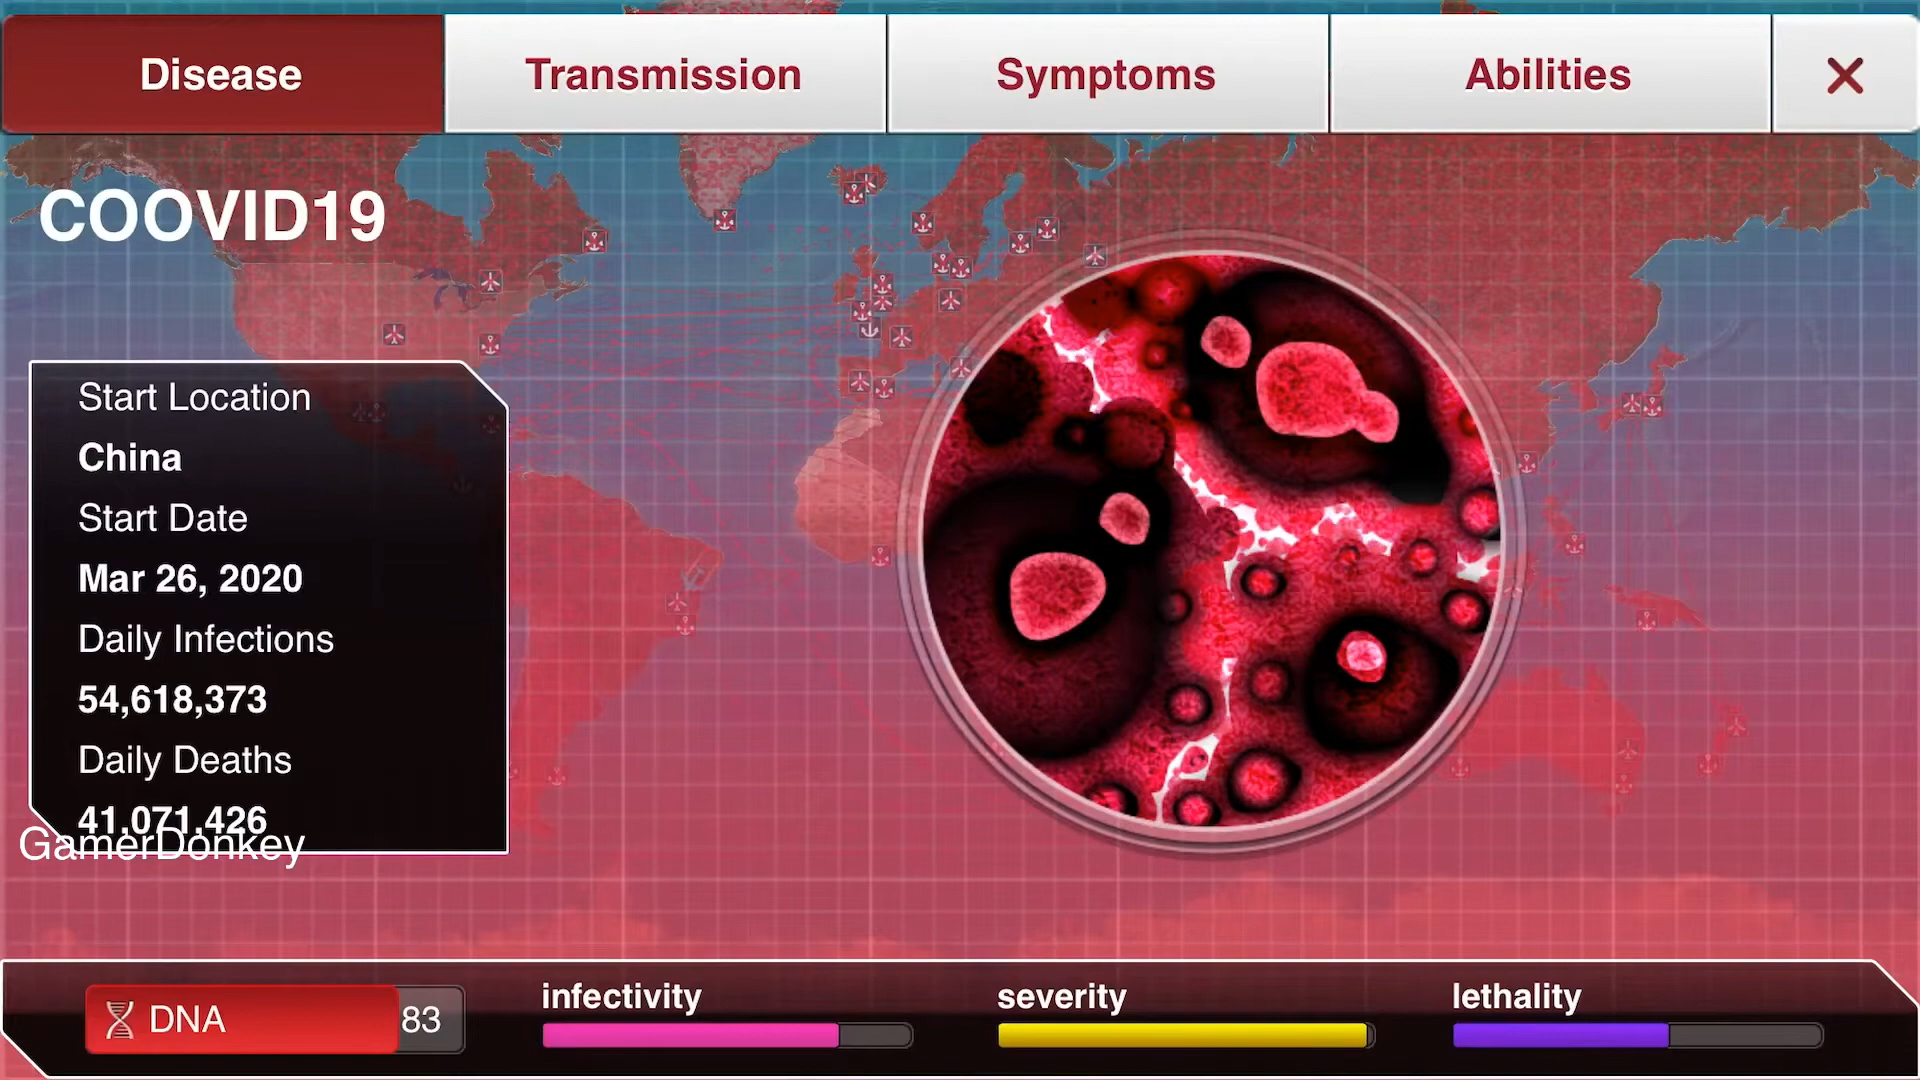 Disease
Transmission
Symptoms
Abilities
COOVID19
Start Location
China
Start Date
Mar 26, 2020
Daily Infections
54,618,373
Daily Deaths
41,071,426
GamerDonkey
DNA
83
infectivity
severity
lethality